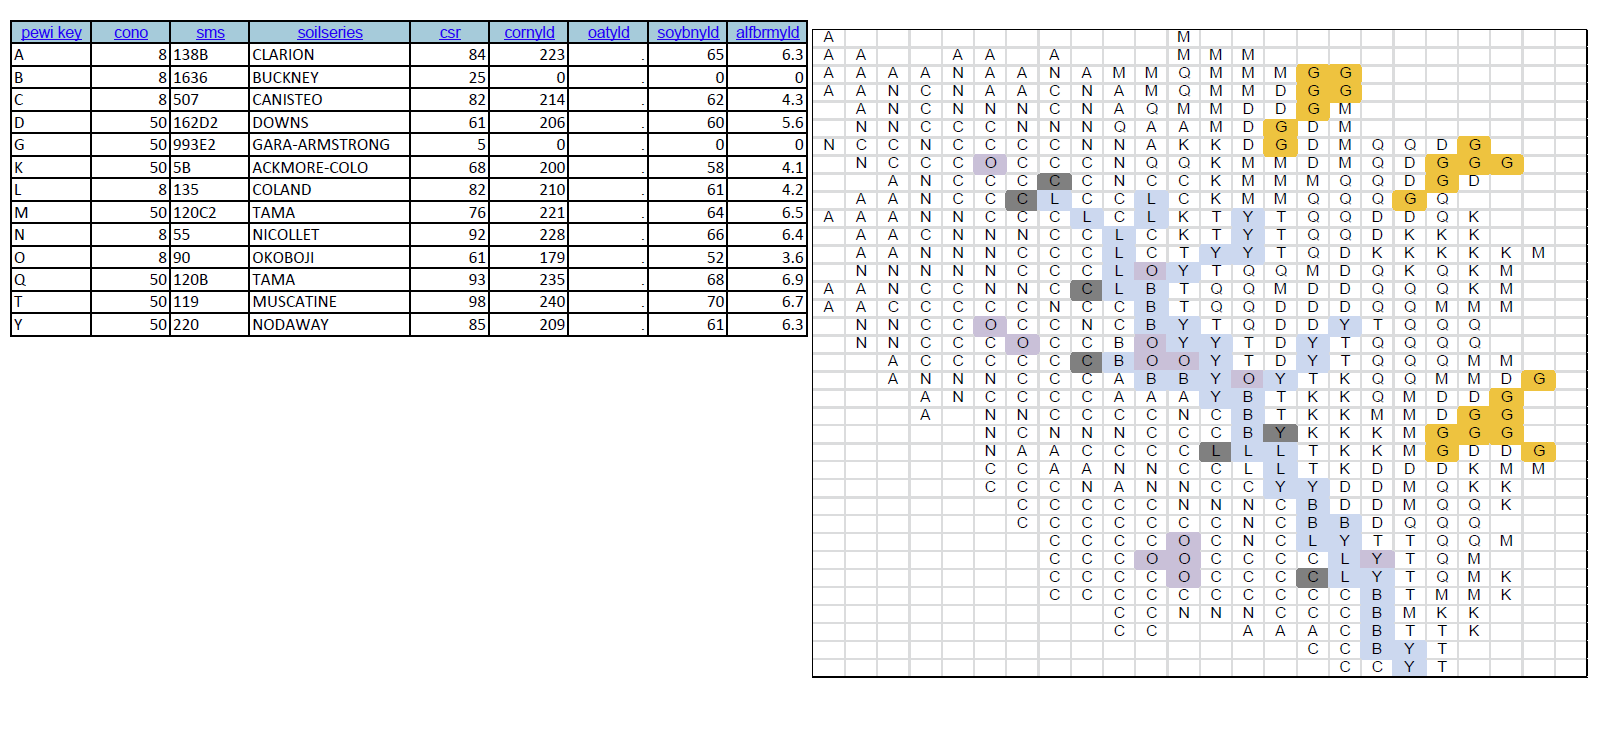 pewi key cono sms soilseries csr cornyld oatyld soybnyld alfbrmyld
A 8 138B CLARION 84 223 . 65 6.3
B 8 1636 BUCKNEY 25 0 . 0 0
C 8 507 CANISTEO 82 214 . 62 4.3
D 50 162D2 DOWNS 61 206 . 60 5.6
G 50 993E2 GARA-ARMSTRONG 5 0 . 0 0
K 50 5B ACKMORE-COLO 68 200 . 58 4.1
L 8 135 COLAND 82 210 . 61 4.2
M 50 120C2 TAMA 76 221 . 64 6.5
N 8 55 NICOLLET 92 228 . 66 6.4
O 8 90 OKOBOJI 61 179 . 52 3.6
Q 50 120B TAMA 93 235 . 68 6.9
T 50 119 MUSCATINE 98 240 . 70 6.7
Y 50 220 NODAWAY 85 209 . 61 6.3
A M
A A A A A M M M
A A A A N A A N A M M Q M M M G G
A A N C N A A C N A M Q M M D G G
A N C N N N C N A Q M M D D G M
N N C C C N N N Q A A M D G D M
N C C N C C C C N N A K K D G D M Q Q D G
N C C C O C C C N Q Q K M M D M Q D G G G
A N C C C C C N C C K M M M Q Q D G D
A A N C C C L C C L C K M M Q Q Q G Q
A A A N N C C C L C L K T Y T Q Q D D Q K
A A C N N N C C L C K T Y T Q Q D K K K
A A N N N C C C L C T Y Y T Q D K K K K K M
N N N N N C C C L O Y T Q Q M D Q K Q K M
A A N C C N N C C L B T Q Q M D D Q Q Q K M
A A C C C C C N C C B T Q Q D D D Q Q M M M
N N C C O C C N C B Y T Q D D Y T Q Q Q
N N C C C O C C B O Y Y T D Y T Q Q Q Q
A C C C C C C B O O Y T D Y T Q Q Q M M
A N N N C C C A B B Y O Y T K Q Q M M D G
A N C C C C A A A Y B T K K Q M D D G
A N N C C C C N C B T K K M M D G G
N C N N N C C C B Y K K K M G G G
N A A C C C C L L L T K K M G D D G
C C A A N N C C L L T K D D D K M M
C C C N A N N C C Y Y D D M Q K K
C C C C C N N N C B D D M Q Q K
C C C C C C C N C B B D Q Q Q
C C C C O C N C L Y T T Q Q M
C C C O O C C C C L Y T Q M
C C C C O C C C C L Y T Q M K
C C C C C C C C C C B T M M K
C C N N N C C C B M K K
C C A A A C B T T K
C C B Y T
C C Y T